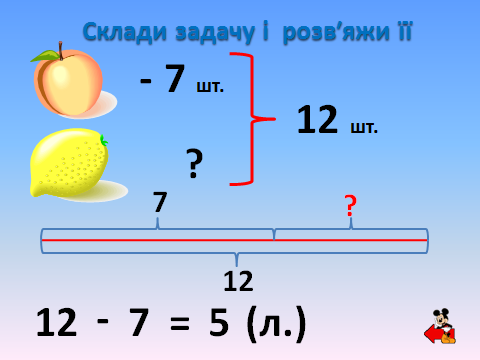 Склади задачу і розв'яжи її
- 7 шт.
12 шт.
?
7
?
12
12 - 7 = 5 (л.)